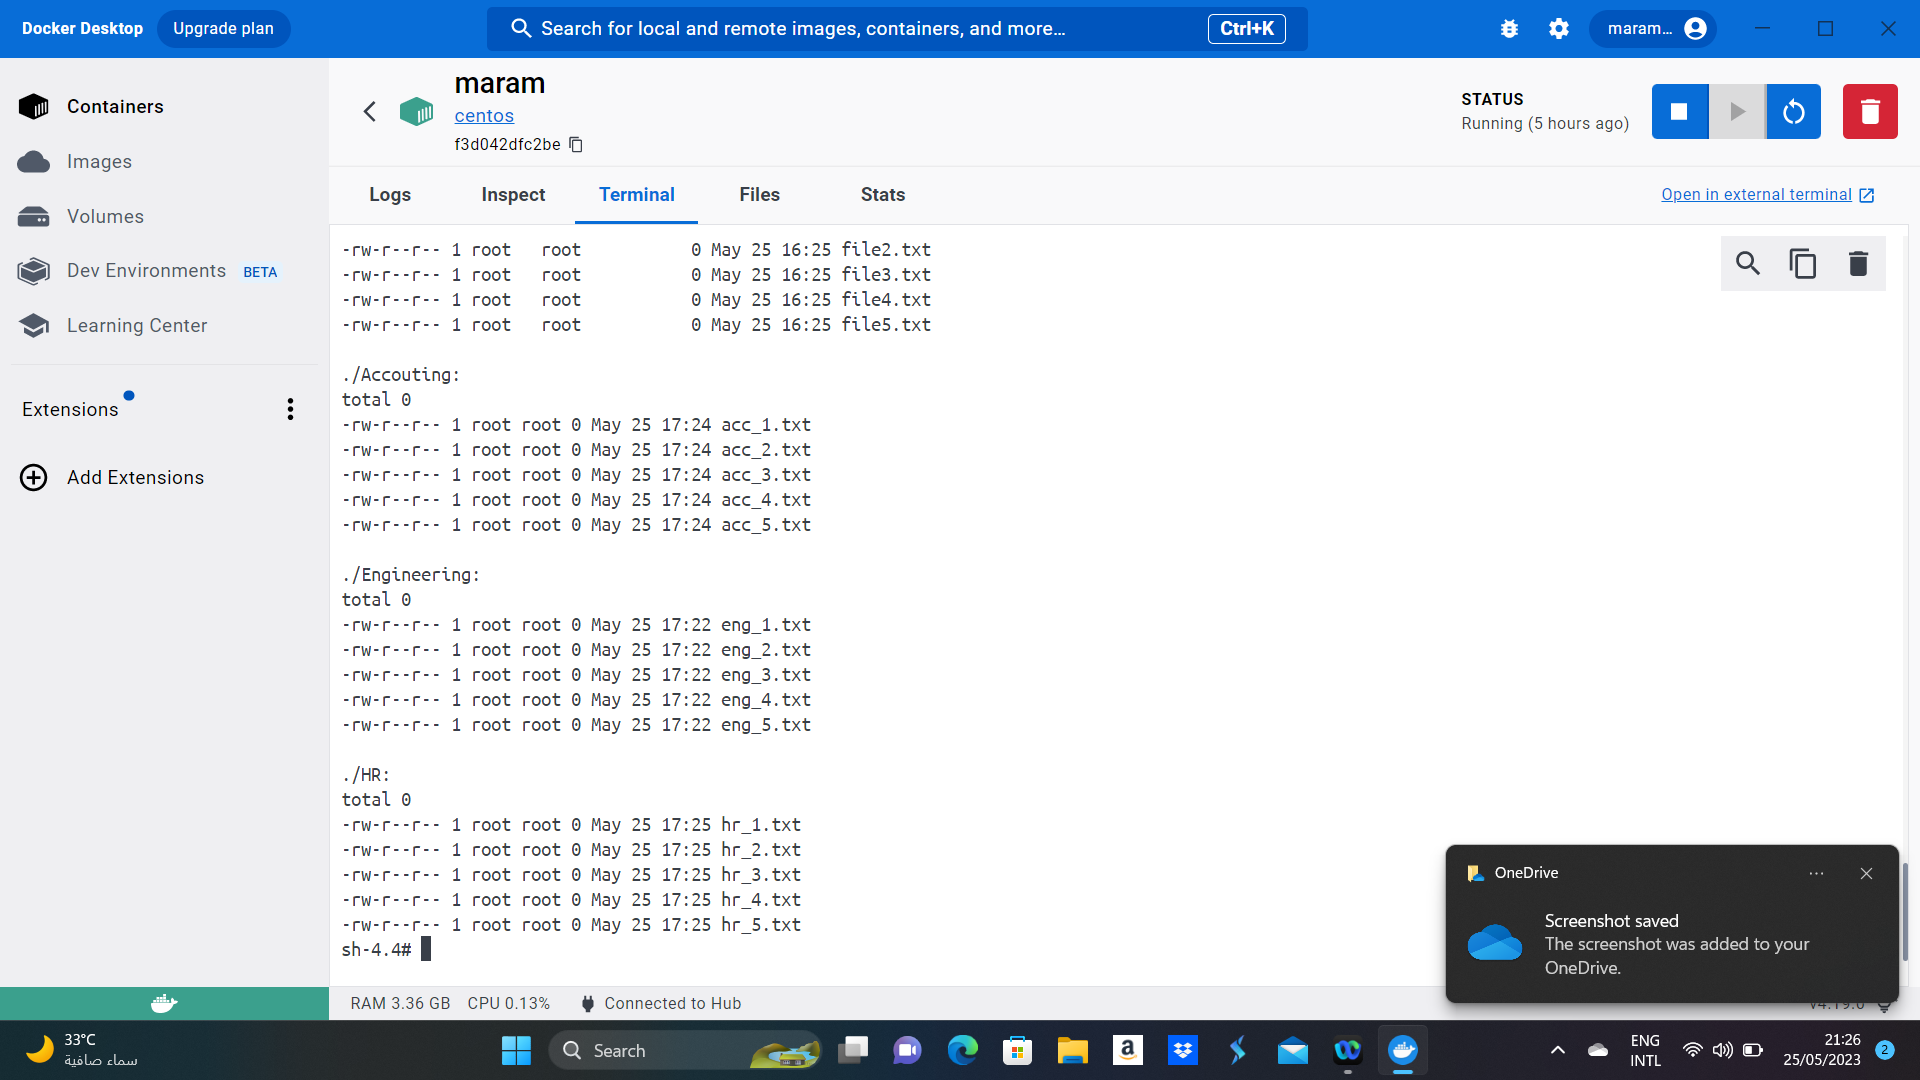 Docker Desktop Upgrade plan Search for local and remote images, containers, and more... Ctrl+K maram...
Containers
Images
Volumes
Dev Environments BETA
Learning Center
Extensions
Add Extensions
maram
centos
f3d042dfc2be
STATUS
Running (5 hours ago)
Logs Inspect Terminal Files Stats Open in external terminal
-rw-r--r-- 1 root   root           0 May 25 16:25 file2.txt
-rw-r--r-- 1 root   root           0 May 25 16:25 file3.txt
-rw-r--r-- 1 root   root           0 May 25 16:25 file4.txt
-rw-r--r-- 1 root   root           0 May 25 16:25 file5.txt
./Accouting:
total 0
-rw-r--r-- 1 root root 0 May 25 17:24 acc_1.txt
-rw-r--r-- 1 root root 0 May 25 17:24 acc_2.txt
-rw-r--r-- 1 root root 0 May 25 17:24 acc_3.txt
-rw-r--r-- 1 root root 0 May 25 17:24 acc_4.txt
-rw-r--r-- 1 root root 0 May 25 17:24 acc_5.txt
./Engineering:
total 0
-rw-r--r-- 1 root root 0 May 25 17:22 eng_1.txt
-rw-r--r-- 1 root root 0 May 25 17:22 eng_2.txt
-rw-r--r-- 1 root root 0 May 25 17:22 eng_3.txt
-rw-r--r-- 1 root root 0 May 25 17:22 eng_4.txt
-rw-r--r-- 1 root root 0 May 25 17:22 eng_5.txt
./HR:
total 0
-rw-r--r-- 1 root root 0 May 25 17:25 hr_1.txt
-rw-r--r-- 1 root root 0 May 25 17:25 hr_2.txt
-rw-r--r-- 1 root root 0 May 25 17:25 hr_3.txt
-rw-r--r-- 1 root root 0 May 25 17:25 hr_4.txt
-rw-r--r-- 1 root root 0 May 25 17:25 hr_5.txt
sh-4.4#
OneDrive
Screenshot saved
The screenshot was added to your
OneDrive.
RAM 3.36 GB CPU 0.13% Connected to Hub v4.19.0
33°C
سماء صافية
Search
a
ENG
INTL
21:26
25/05/2023
2